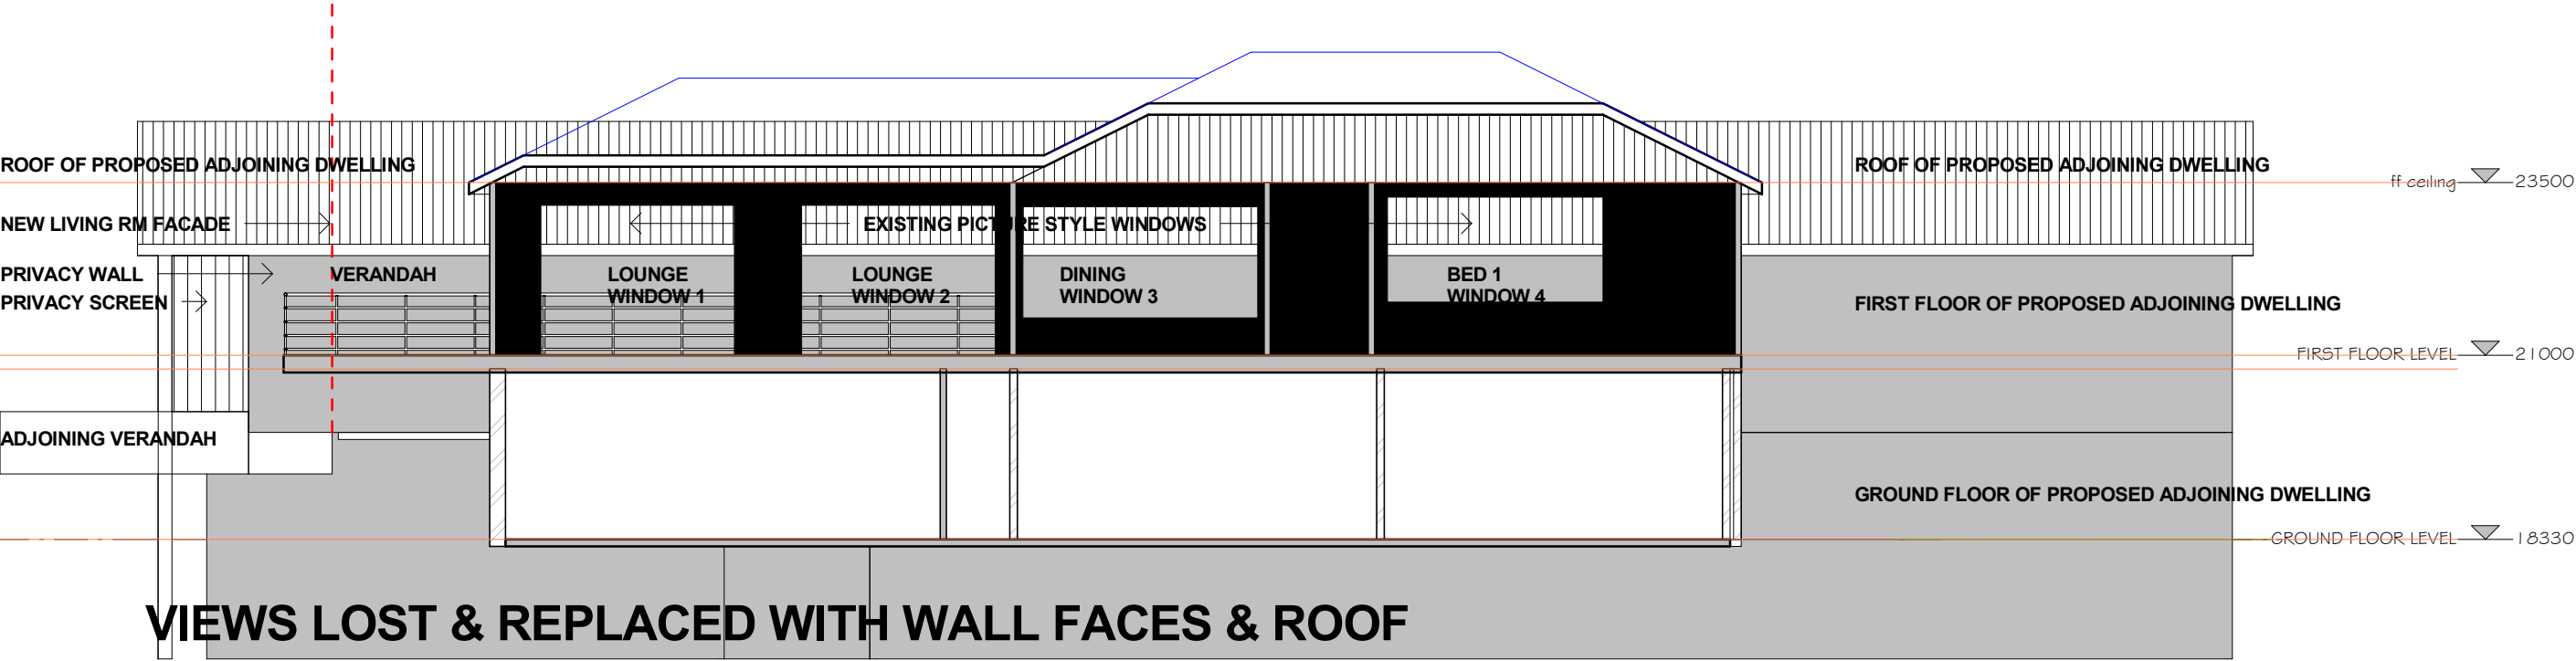 ROOF OF PROPOSED ADJOINING DWELLING
ROOF OF PROPOSED ADJOINING DWELLING
ff ceiling 23500
NEW LIVING RM FACADE
EXISTING PICTURE STYLE WINDOWS
PRIVACY WALL
VERANDAH
LOUNGE
WINDOW 1
LOUNGE
WINDOW 2
DINING
WINDOW 3
BED 1
WINDOW 4
PRIVACY SCREEN
FIRST FLOOR OF PROPOSED ADJOINING DWELLING
FIRST FLOOR LEVEL 21000
ADJOINING VERANDAH
GROUND FLOOR OF PROPOSED ADJOINING DWELLING
GROUND FLOOR LEVEL 18330
VIEWS LOST & REPLACED WITH WALL FACES & ROOF